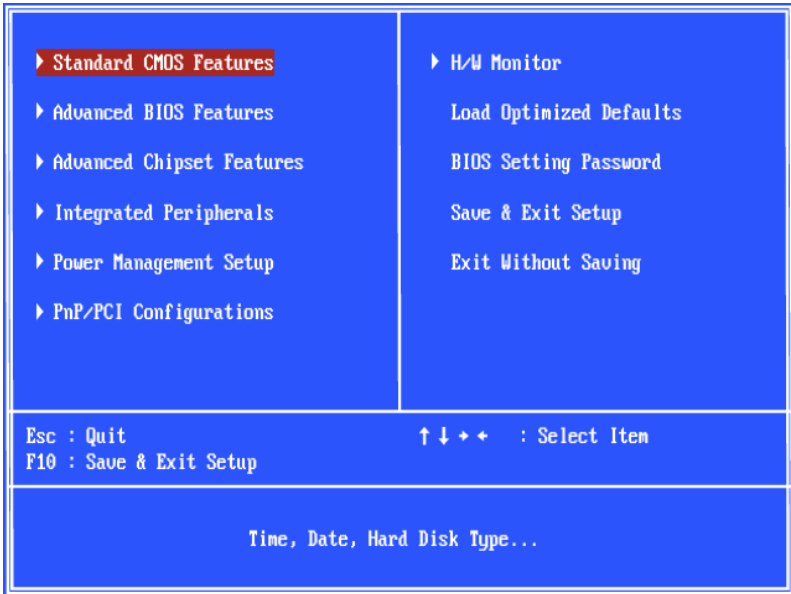 Standard CMOS Features
Advanced BIOS Features
Advanced Chipset Features
Integrated Peripherals
Power Management Setup
PnP/PCI Configurations
H/W Monitor
Load Optimized Defaults
BIOS Setting Password
Save & Exit Setup
Exit Without Saving
Esc : Quit
F10 : Save & Exit Setup
↑ ↓ → ← : Select Item
Time, Date, Hard Disk Type...